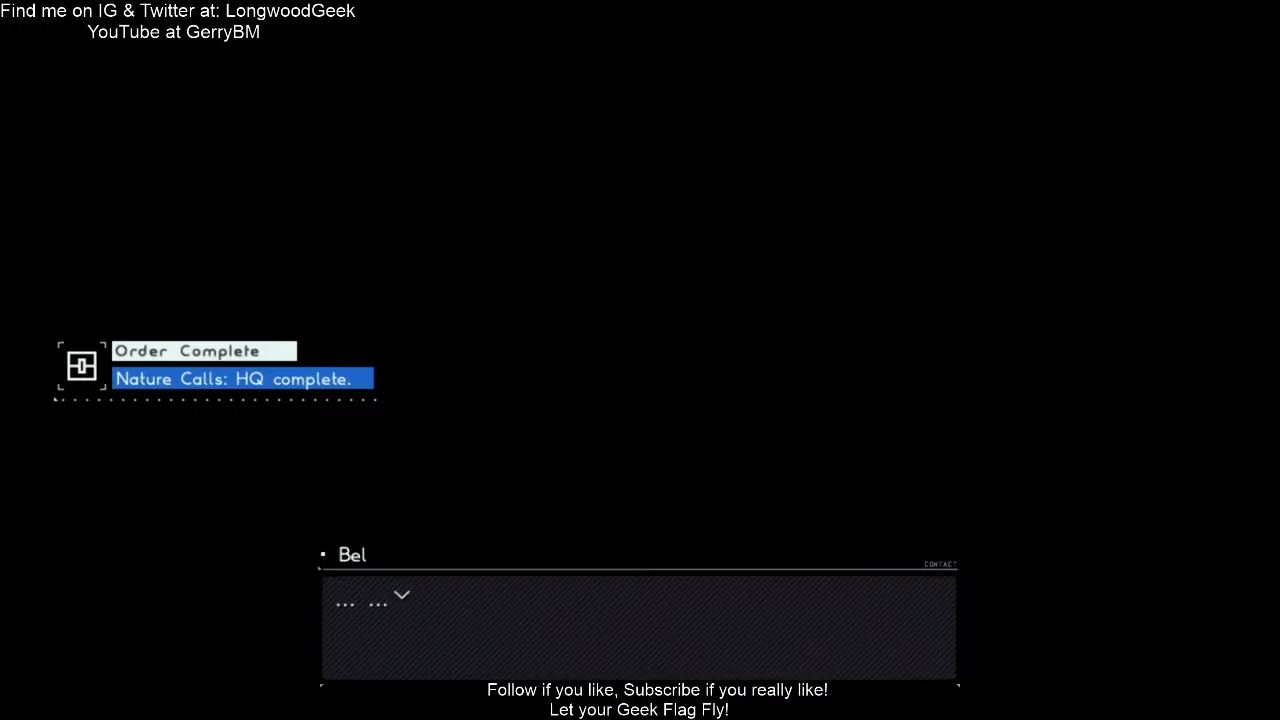 Find me on IG & Twitter at: LongwoodGeek
YouTube at GerryBM
Order Complete
Nature Calls: HQ complete.
Bel
CONTACT
... ...
Follow if you like, Subscribe if you really like!
Let your Geek Flag Fly!